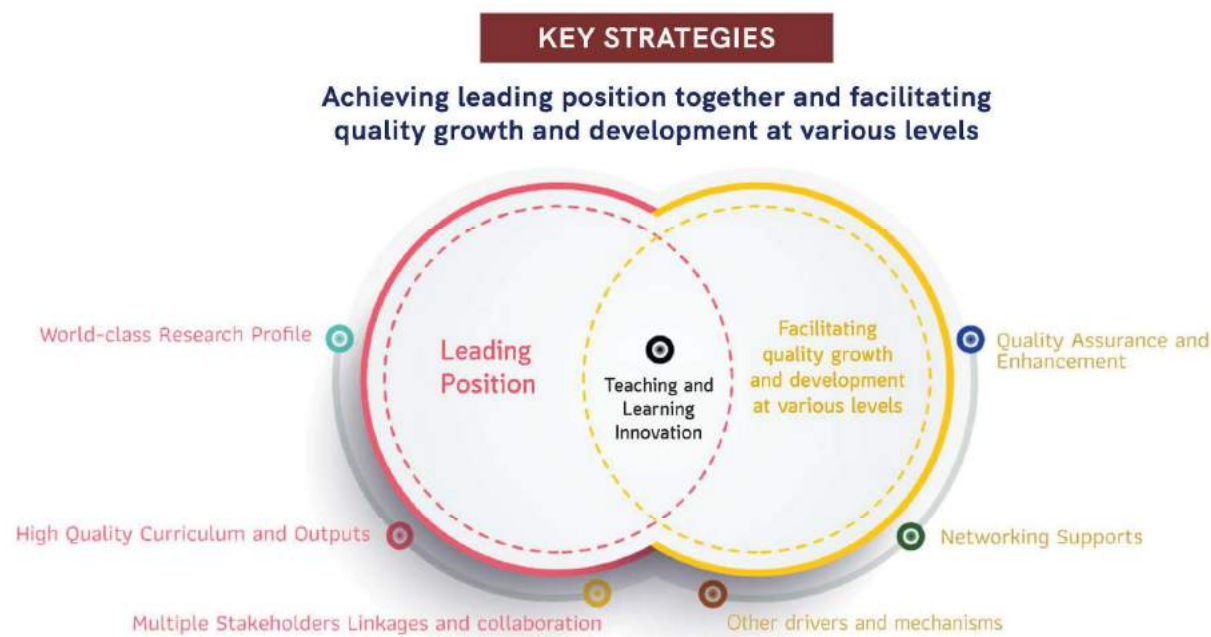 KEY STRATEGIES
Achieving leading position together and facilitating
quality growth and development at various levels
World-class Research Profile
High Quality Curriculum and Outputs
Multiple Stakeholders Linkages and collaboration
Leading
Position
Teaching and
Learning
Innovation
Facilitating
quality growth
and development
at various levels
Quality Assurance and
Enhancement
Networking Supports
Other drivers and mechanisms